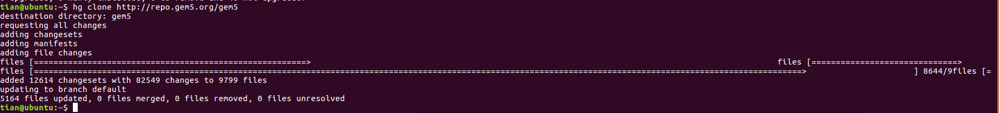 tian@ubuntu:~$ hg clone http://repo.gem5.org/gem5
destination directory: gem5
requesting all changes
adding changesets
adding manifests
adding file changes
files [========================================================> files [==============================>
files [==============================================================================================================================================================> ] 8644/9files [=
added 12614 changesets with 82549 changes to 9799 files
updating to branch default
5164 files updated, 0 files merged, 0 files removed, 0 files unresolved
tian@ubuntu:~$